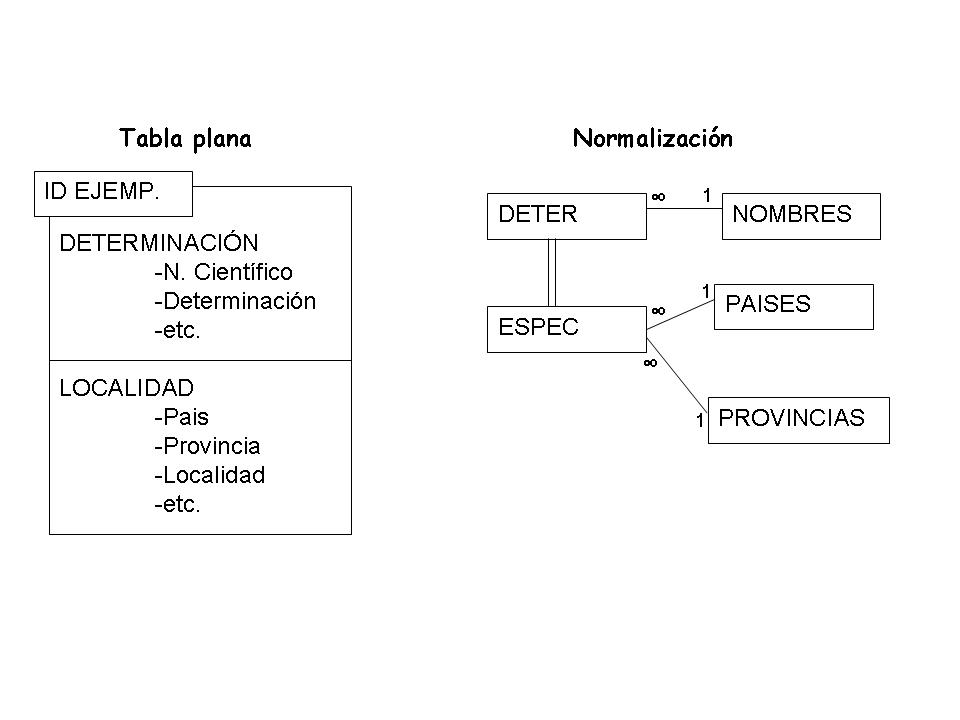 Tabla plana
ID EJEMP.
DETERMINACIÓN
-N. Científico
-Determinación
-etc.
LOCALIDAD
-Pais
-Provincia
-Localidad
-etc.
Normalización
DETER
∞
1
NOMBRES
ESPEC
∞
1
PAISES
∞
1
PROVINCIAS